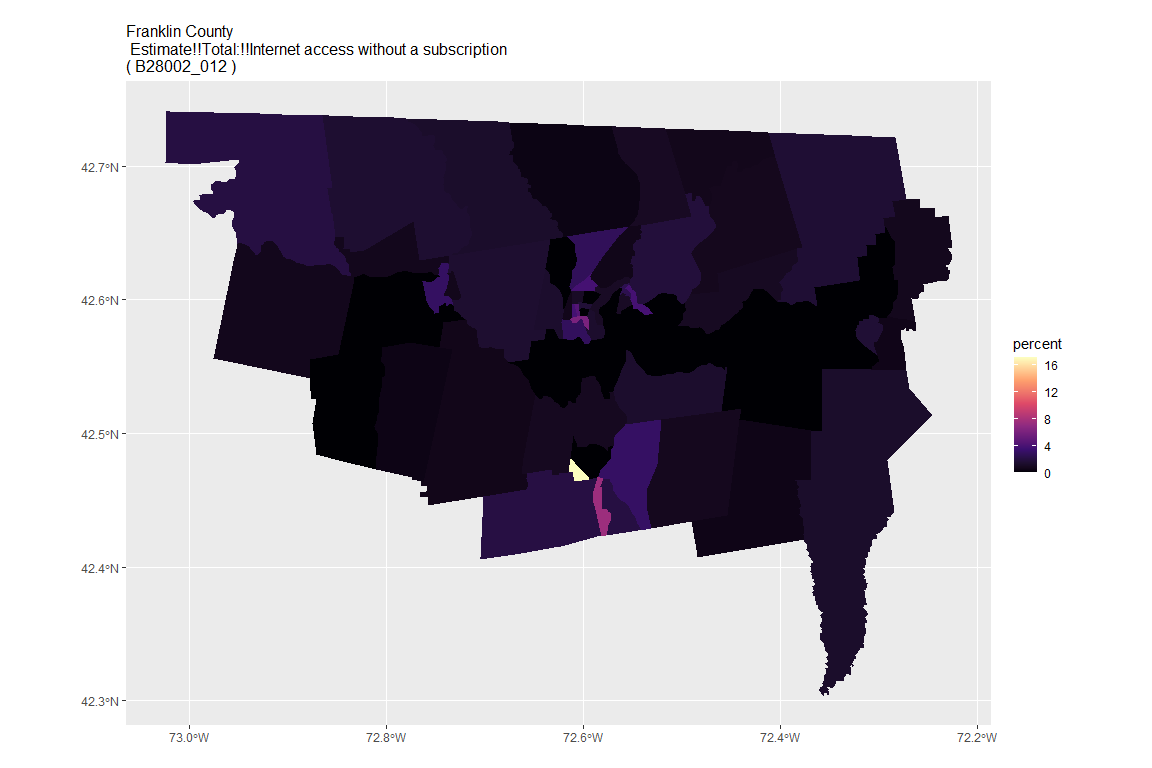 Franklin County
Estimate!!Total:!!Internet access without a subscription
( B28002_012 )
42.7°N
42.6°N
42.5°N
42.4°N
42.3°N
73.0°W
72.8°W
72.6°W
72.4°W
72.2°W
percent
16
12
8
4
0